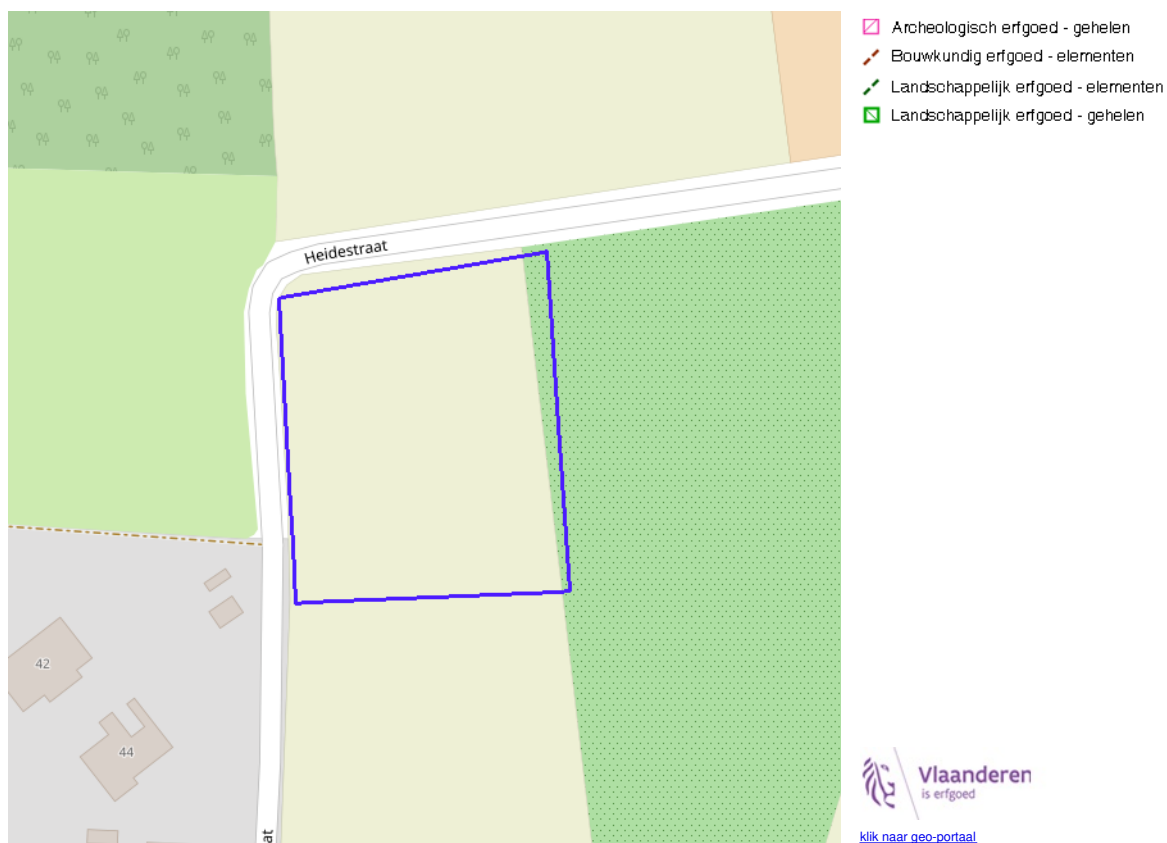 Archeologisch erfgoed - gehelen
Bouwkundig erfgoed - elementen
Landschappelijk erfgoed - elementen
Landschappelijk erfgoed - gehelen
Heidestraat
42
44
at
Vlaanderen
is erfgoed
klik naar geo-portaal